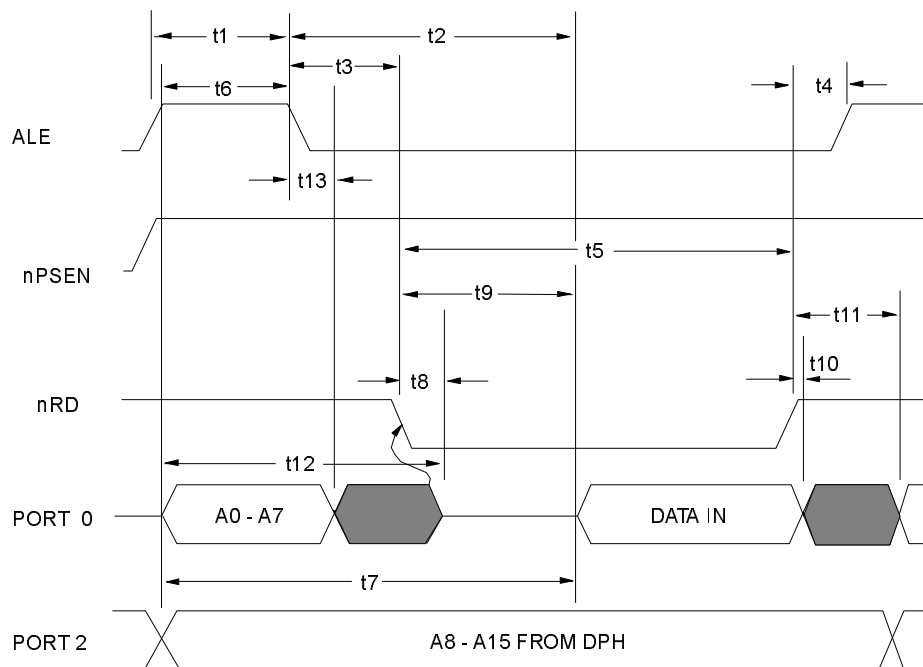 t1
t2
t3
t4
t6
ALE
t13
t5
nPSEN
t9
t11
t10
t8
nRD
t12
PORT 0
A0 - A7
DATA IN
t7
PORT 2
A8 - A15 FROM DPH